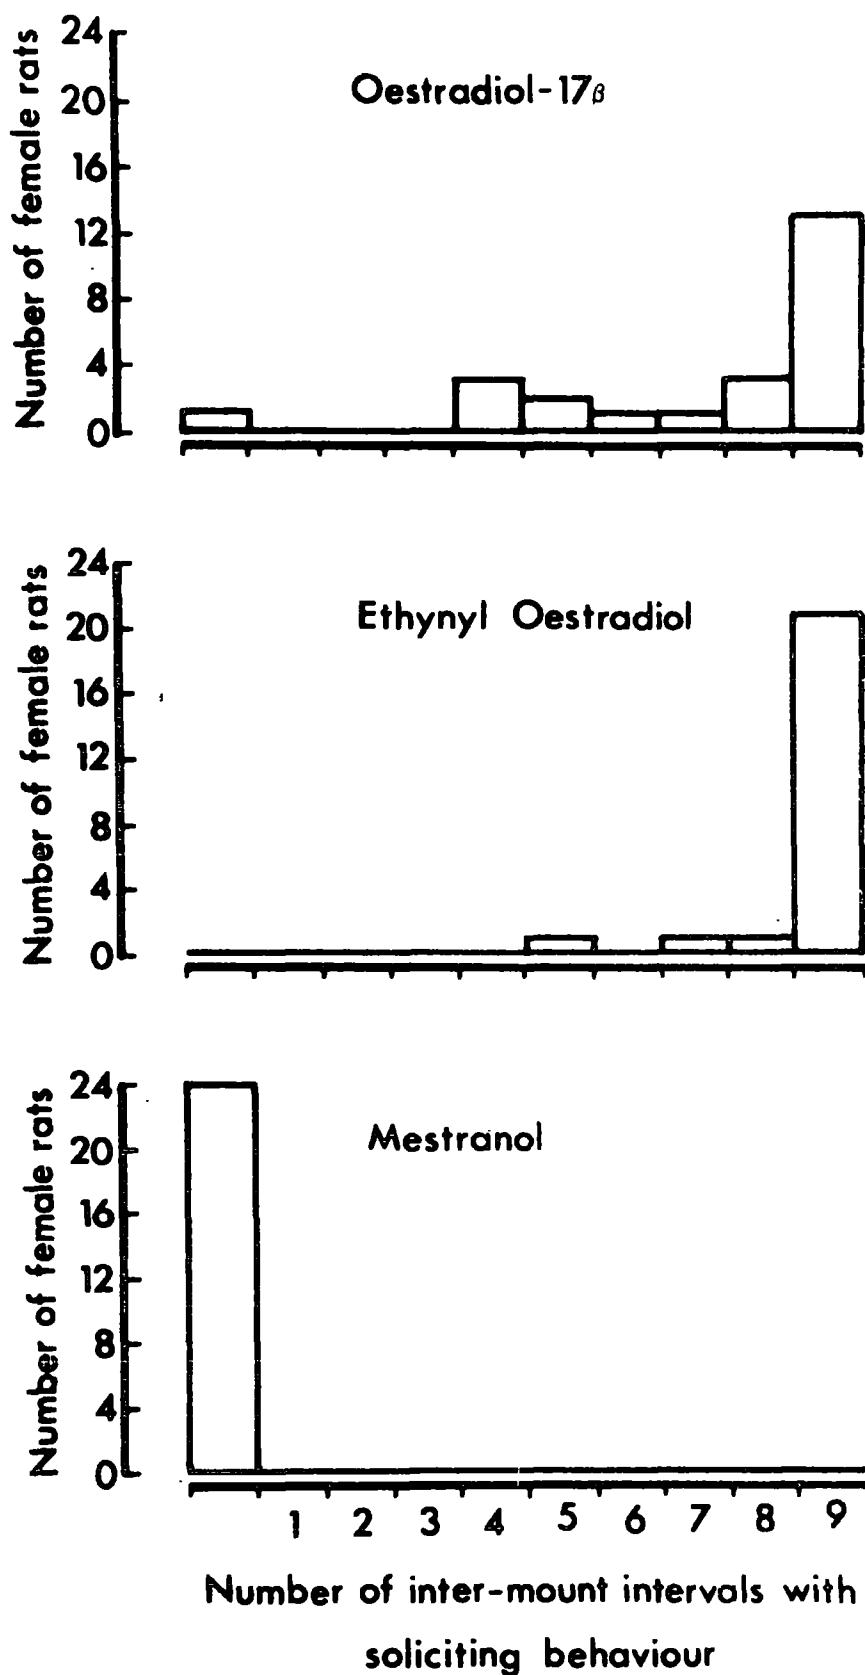 Number of female rats
24
20
16
12
8
4
0
Oestradiol-17β
Number of female rats
24
20
16
12
8
4
0
Ethynyl Oestradiol
Number of female rats
24
20
16
12
8
4
0
Mestranol
1 2 3 4 5 6 7 8 9
Number of inter-mount intervals with
soliciting behaviour